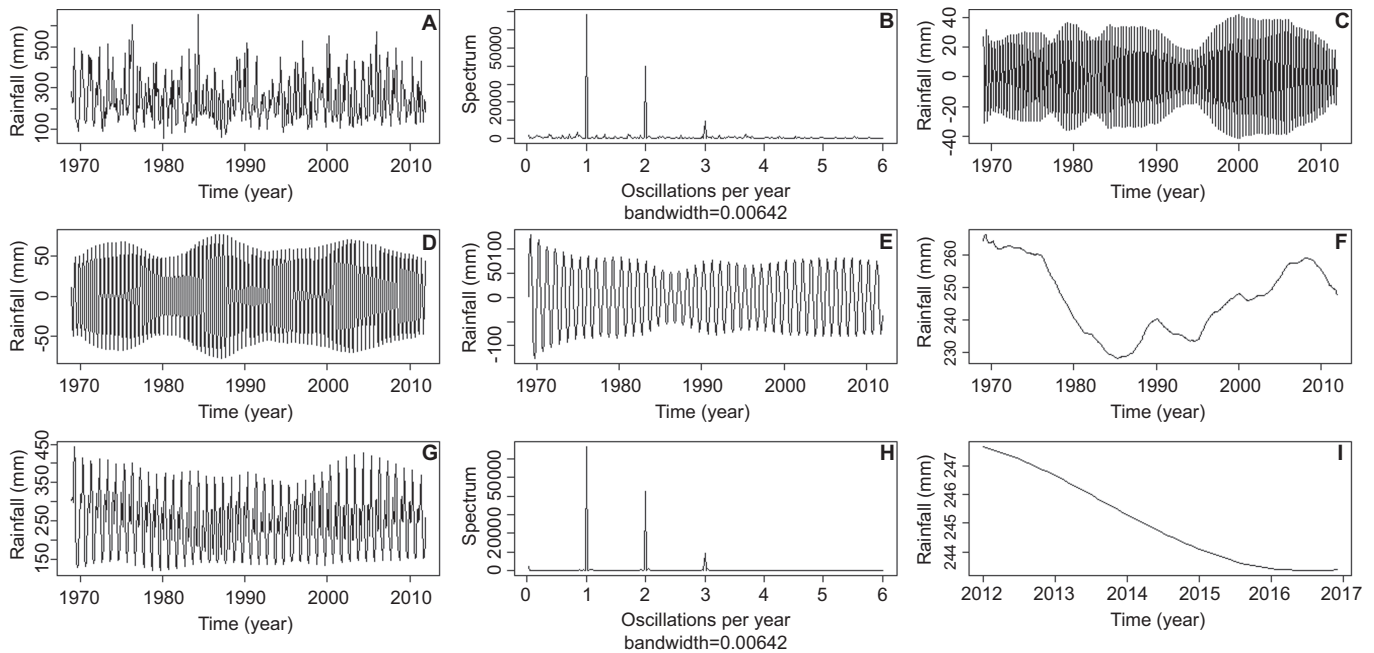 A
Rainfall (mm)
100 300 500
1970 1980 1990 2000 2010
Time (year)
B
Spectrum
0 20000 50000
0 1 2 3 4 5 6
Oscillations per year
bandwidth=0.00642
C
Rainfall (mm)
-40 -20 0 20 40
1970 1980 1990 2000 2010
Time (year)
D
Rainfall (mm)
-50 0 50
1970 1980 1990 2000 2010
Time (year)
E
Rainfall (mm)
-100 0 50 100
1970 1980 1990 2000 2010
Time (year)
F
Rainfall (mm)
230 240 250 260
1970 1980 1990 2000 2010
Time (year)
G
Rainfall (mm)
150 250 350 450
1970 1980 1990 2000 2010
Time (year)
H
Spectrum
0 20000 50000
0 1 2 3 4 5 6
Oscillations per year
bandwidth=0.00642
I
Rainfall (mm)
244 245 246 247
2012 2013 2014 2015 2016 2017
Time (year)